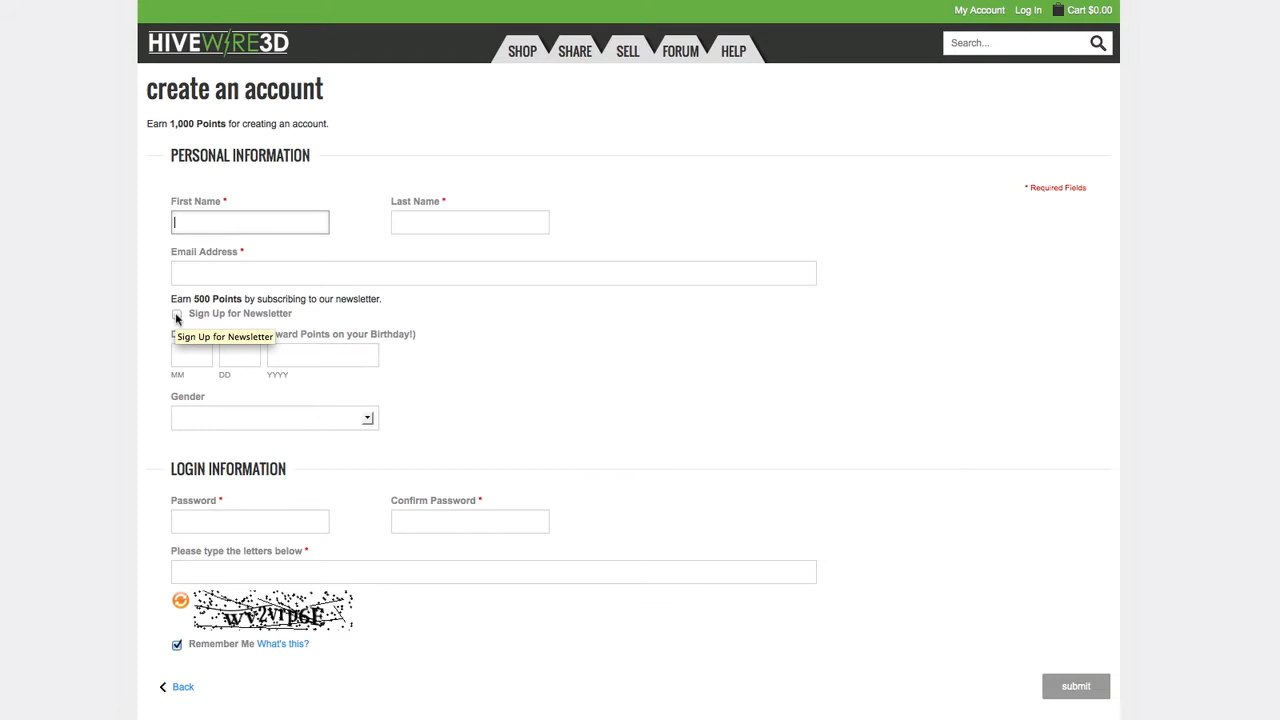 My Account Log In Cart $0.00
HIVEWIRE3D SHOP SHARE SELL FORUM HELP Search...
create an account
Earn 1,000 Points for creating an account.
PERSONAL INFORMATION
* Required Fields
First Name * Last Name *
Email Address *
Earn 500 Points by subscribing to our newsletter.
Sign Up for Newsletter
Sign Up for Newsletter
ward Points on your Birthday!)
MM DD YYYY
Gender
LOGIN INFORMATION
Password * Confirm Password *
Please type the letters below *
Remember Me What's this?
Back
submit